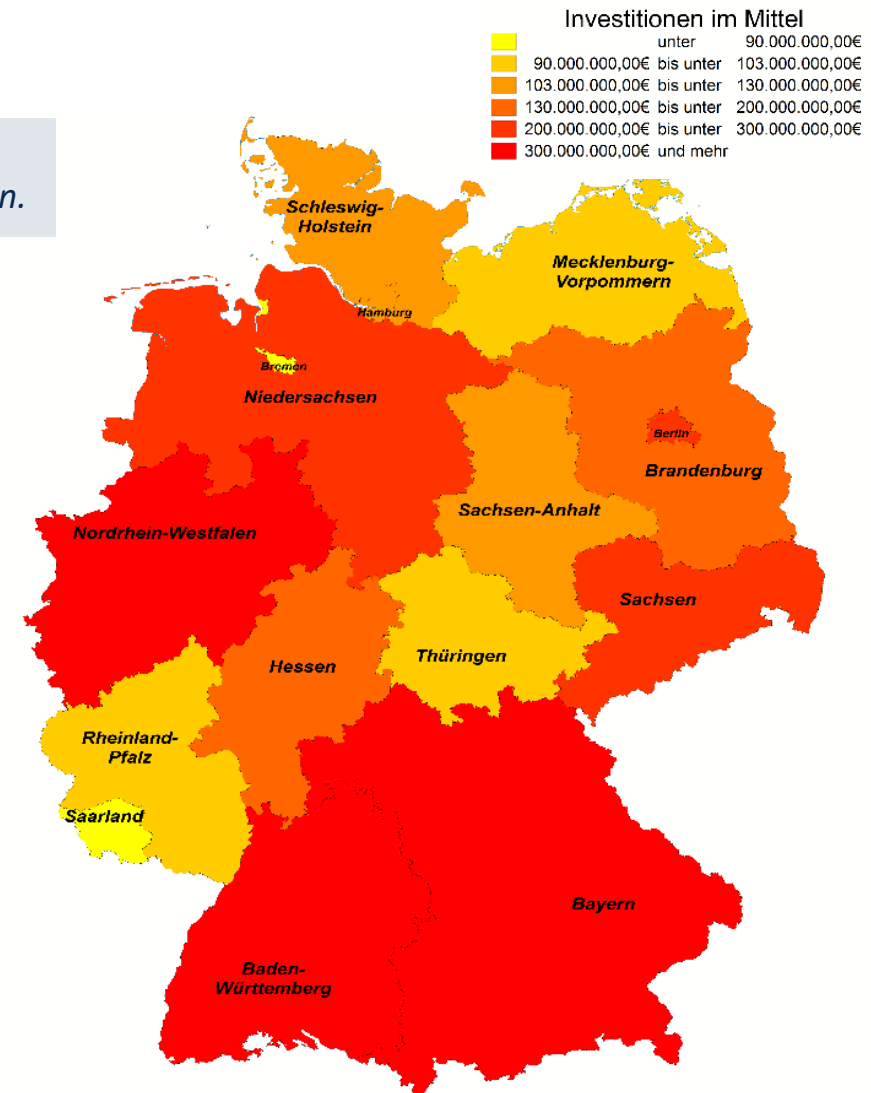 Investitionen im Mittel
unter 90.000.000,00€
90.000.000,00€ bis unter 103.000.000,00€
103.000.000,00€ bis unter 130.000.000,00€
130.000.000,00€ bis unter 200.000.000,00€
200.000.000,00€ bis unter 300.000.000,00€
300.000.000,00€ und mehr
n.
Schleswig-
Holstein
Mecklenburg-
Vorpommern
Hamburg
Bremen
Niedersachsen
Berlin
Brandenburg
Sachsen-Anhalt
Nordrhein-Westfalen
Sachsen
Thüringen
Hessen
Rheinland-
Pfalz
Saarland
Bayern
Baden-
Württemberg